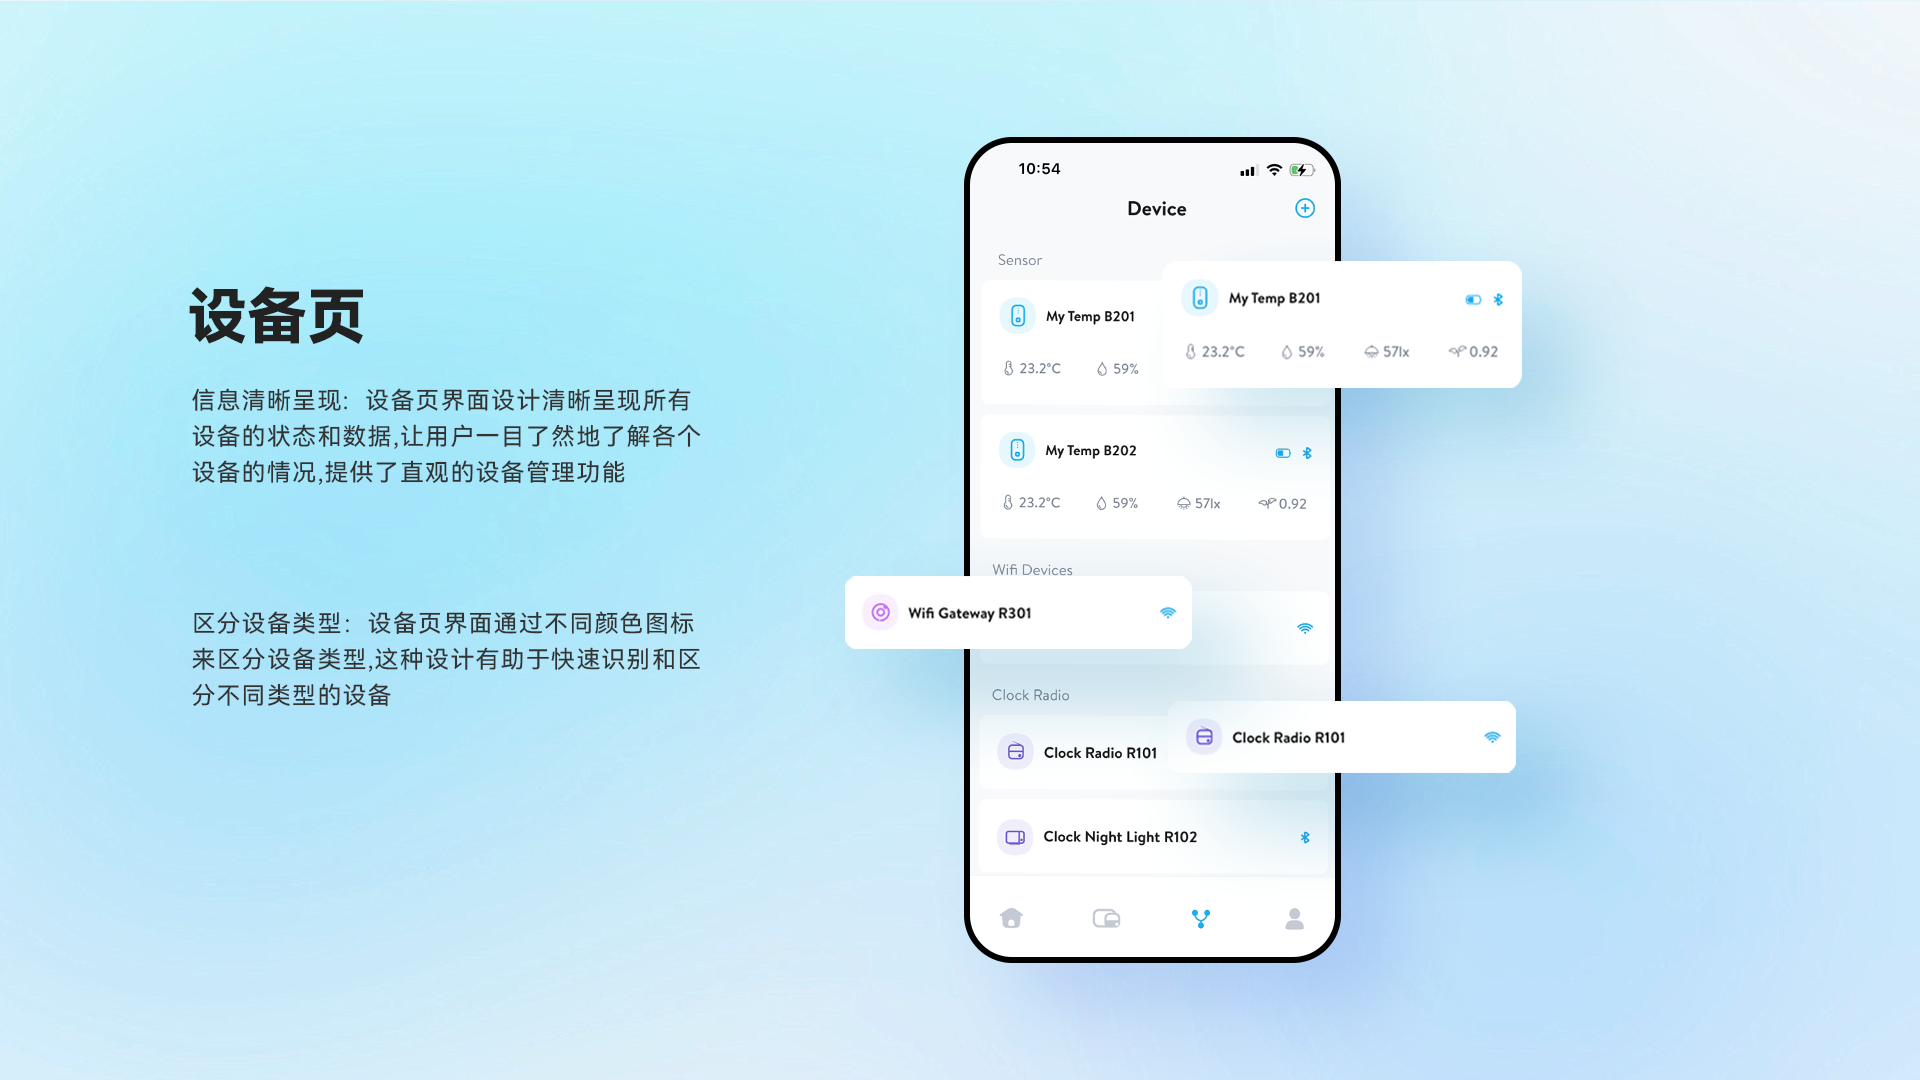 设备页
信息清晰呈现：设备页界面设计清晰呈现所有
设备的状态和数据,让用户一目了然地了解各个
设备的情况,提供了直观的设备管理功能
区分设备类型：设备页界面通过不同颜色图标
来区分设备类型,这种设计有助于快速识别和区
分不同类型的设备
10:54
Device
Sensor
My Temp B201
23.2°C 59%
My Temp B201
23.2°C 59% 57lx 0.92
My Temp B202
23.2°C 59% 57lx 0.92
Wifi Devices
Wifi Gateway R301
Clock Radio
Clock Radio R101
Clock Radio R101
Clock Night Light R102